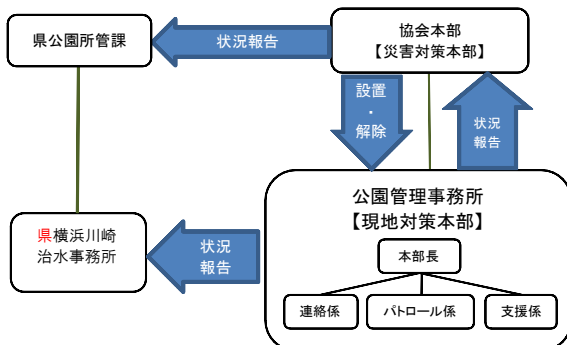 県公園所管課
状況報告
協会本部
【災害対策本部】
設置
・
解除
状況
報告
公園管理事務所
【現地対策本部】
県横浜川崎
治水事務所
状況
報告
本部長
連絡係
パトロール係
支援係